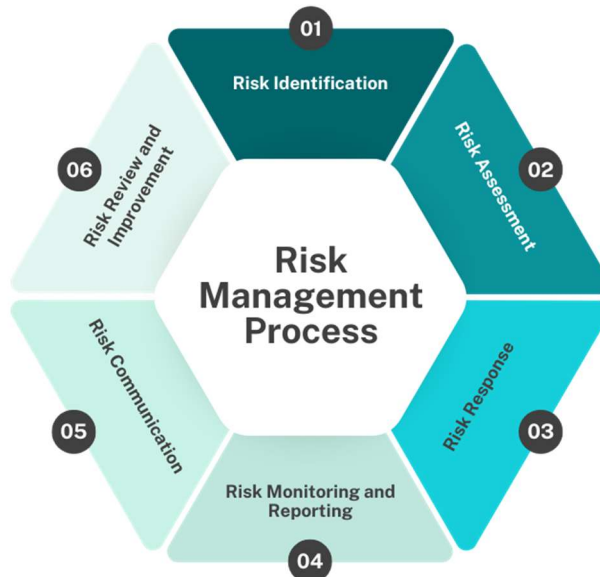 01
Risk Identification
02
Risk Assessment
03
Risk Response
04
Risk Monitoring and
Reporting
05
Risk Communication
06
Risk Review and
Improvement
Risk
Management
Process